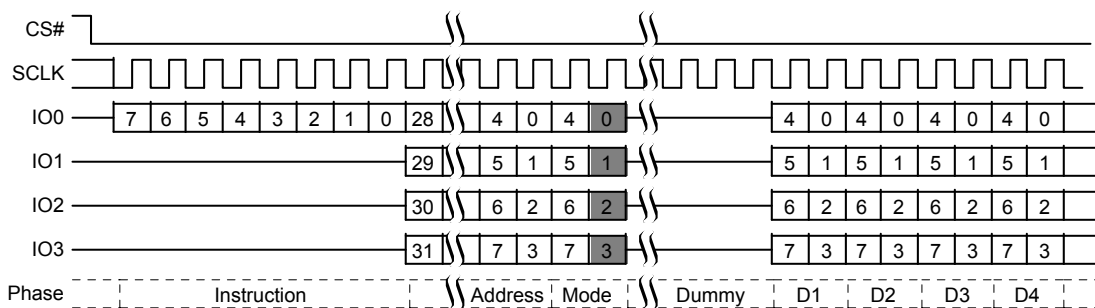 CS#
SCLK
IO0 7 6 5 4 3 2 1 0 28 4 0 4 0 4 0 4 0 4 0 4 0
IO1 29 5 1 5 1 5 1 5 1 5 1 5 1
IO2 30 6 2 6 2 6 2 6 2 6 2 6 2
IO3 31 7 3 7 3 7 3 7 3 7 3 7 3
Phase Instruction Address Mode Dummy D1 D2 D3 D4